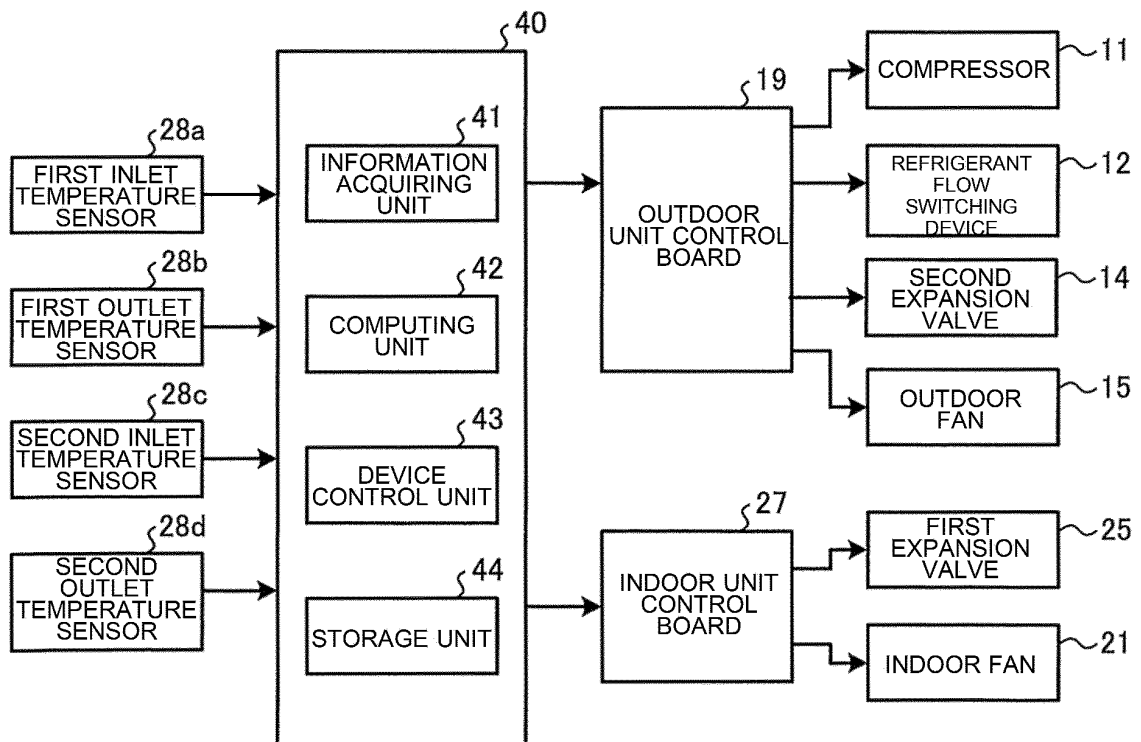 40
28a
FIRST INLET
TEMPERATURE
SENSOR
28b
FIRST OUTLET
TEMPERATURE
SENSOR
28c
SECOND INLET
TEMPERATURE
SENSOR
28d
SECOND
OUTLET
TEMPERATURE
SENSOR
41
INFORMATION
ACQUIRING
UNIT
42
COMPUTING
UNIT
43
DEVICE
CONTROL UNIT
44
STORAGE UNIT
19
OUTDOOR
UNIT CONTROL
BOARD
27
INDOOR UNIT
CONTROL
BOARD
11
COMPRESSOR
12
REFRIGERANT
FLOW
SWITCHING
DEVICE
14
SECOND
EXPANSION
VALVE
15
OUTDOOR
FAN
25
FIRST
EXPANSION
VALVE
21
INDOOR FAN